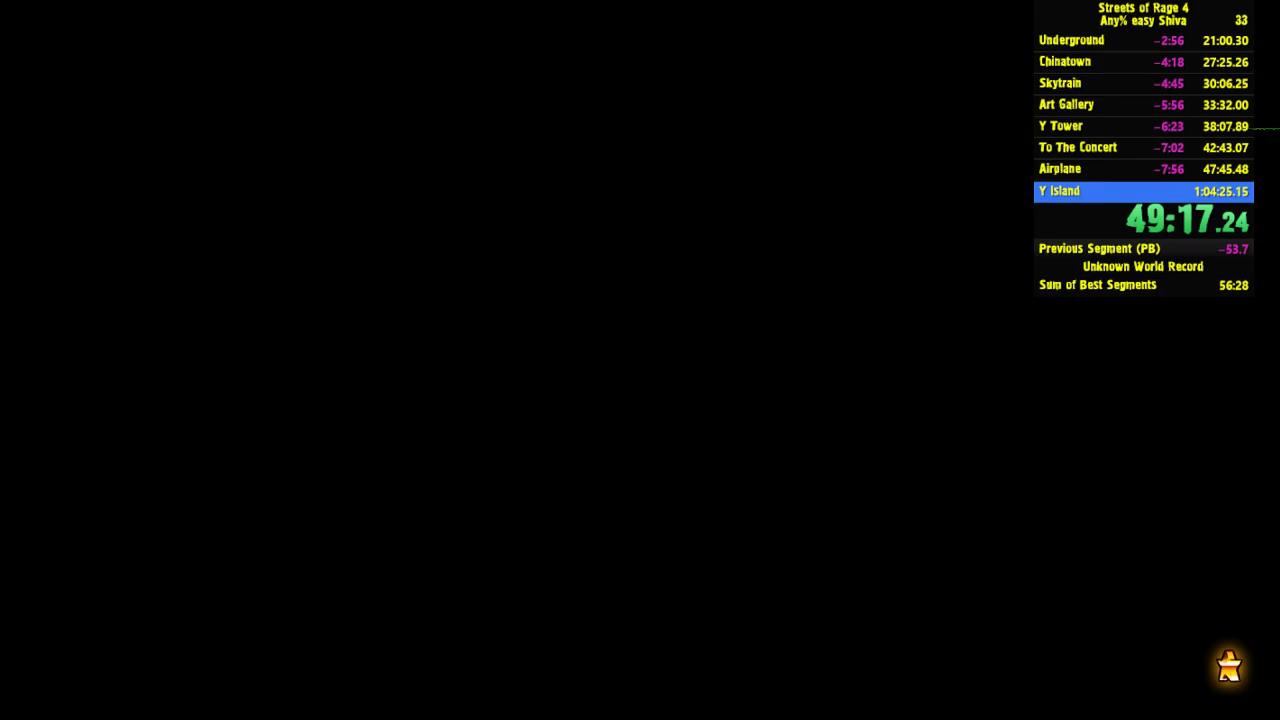 Streets of Rage 4
Any% easy Shiva 33
Underground -2:56 21:00.30
Chinatown -4:18 27:25.26
Skytrain -4:45 30:06.25
Art Gallery -5:56 33:32.00
Y Tower -6:23 38:07.89
To The Concert -7:02 42:43.07
Airplane -7:56 47:45.48
Y Island 1:04:25.15
49:17.24
Previous Segment (PB) -53.7
Unknown World Record
Sum of Best Segments 56:28